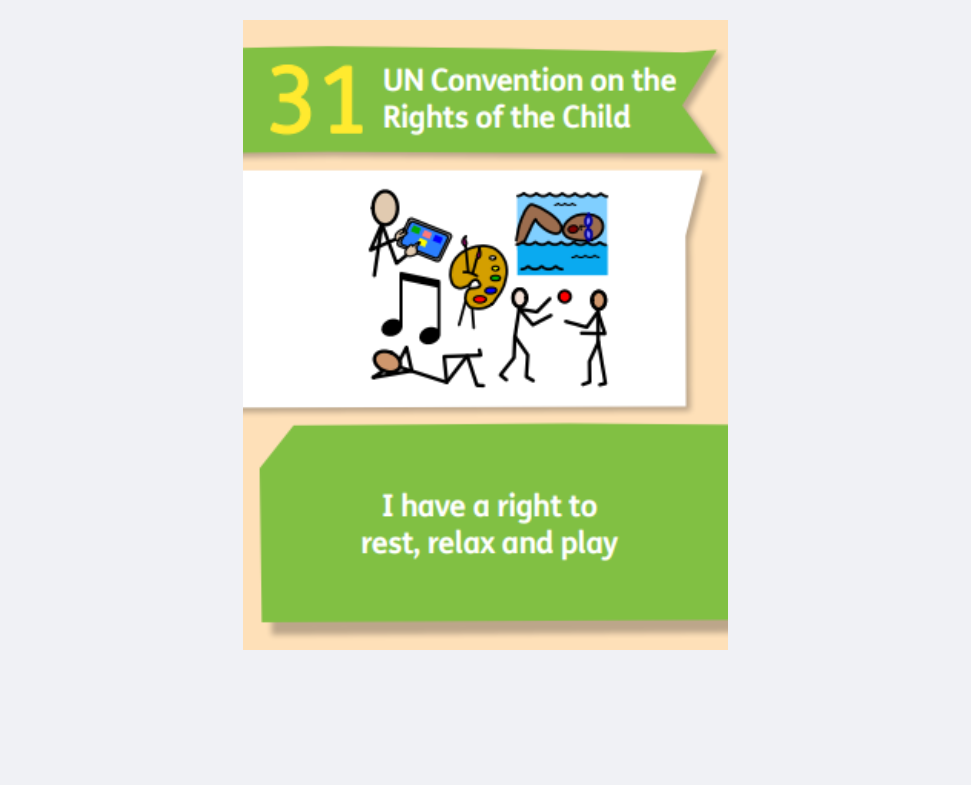 31
UN Convention on the
Rights of the Child
I have a right to
rest, relax and play